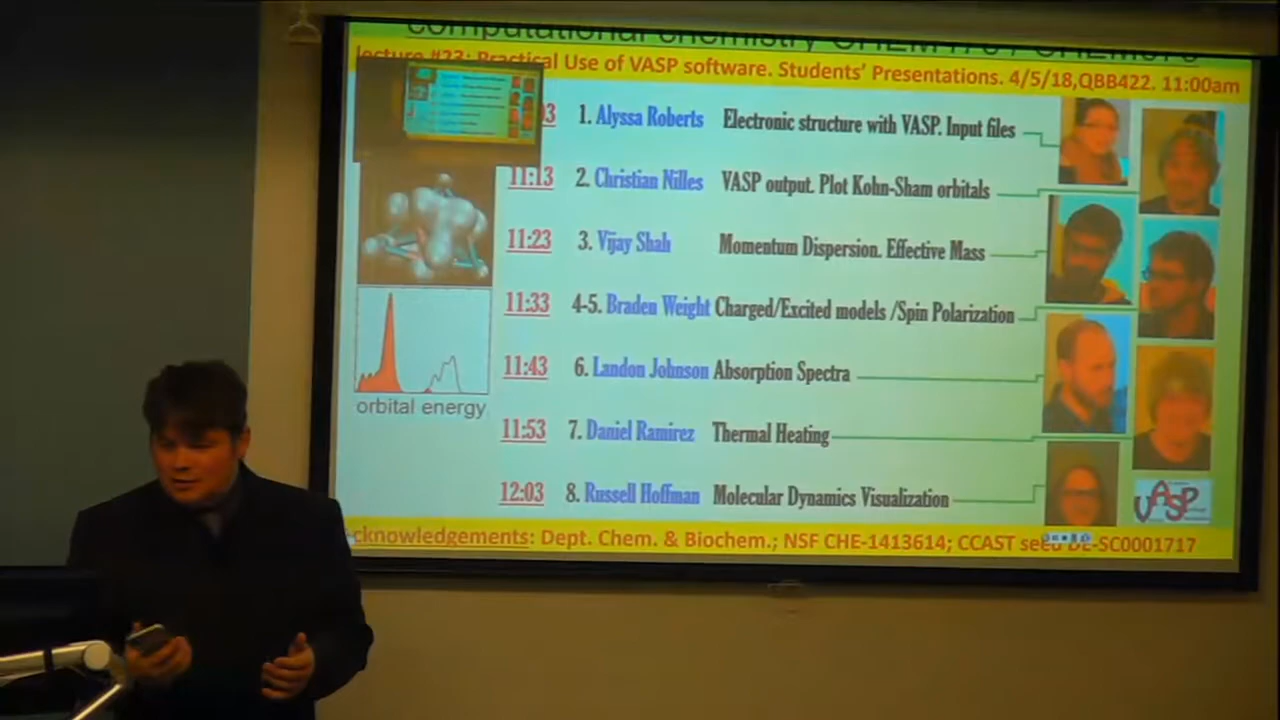 computational chemistry CHEM
lecture #23: Practical Use of VASP software. Students' Presentations. 4/5/18,QBB422. 11:00am
03 1. Alyssa Roberts Electronic structure with VASP. Input files
11:13 2. Christian Nilles VASP output. Plot Kohn-Sham orbitals
11:23 3. Vijay Shah Momentum Dispersion. Effective Mass
11:33 4-5. Braden Weight Charged/Excited models /Spin Polarization
11:43 6. Landon Johnson Absorption Spectra
orbital energy
11:53 7. Daniel Ramirez Thermal Heating
12:03 8. Russell Hoffman Molecular Dynamics Visualization
VASP
cknowledgements: Dept. Chem. & Biochem.; NSF CHE-1413614; CCAST seed DE-SC0001717